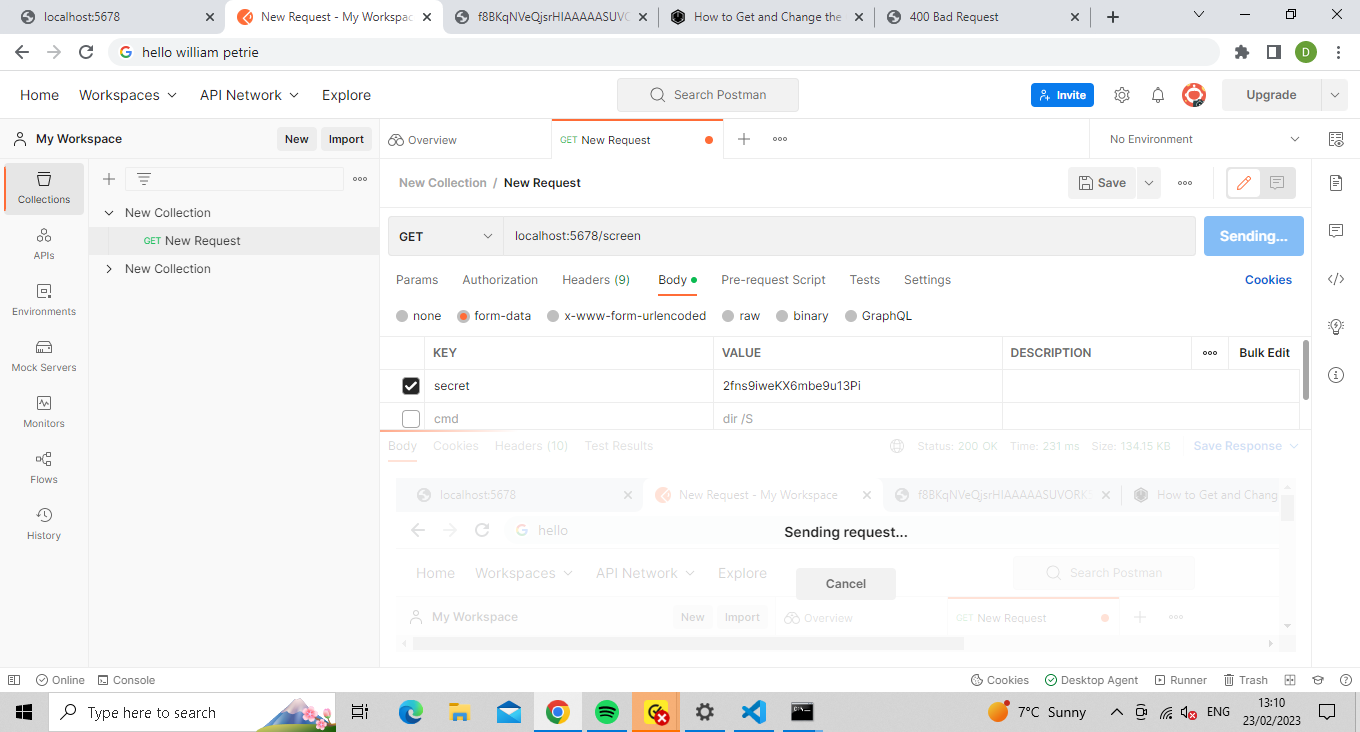 localhost:5678
New Request - My Workspac
f8BKqNVeQjsrHIAAAAASUVO
How to Get and Change the
400 Bad Request
hello william petrie
D
Home
Workspaces
API Network
Explore
Search Postman
Invite
Upgrade
My Workspace
New
Import
Overview
GET New Request
No Environment
Collections
APIs
Environments
Mock Servers
Monitors
Flows
History
New Collection
GET New Request
New Collection
New Collection / New Request
Save
GET
localhost:5678/screen
Sending...
Params
Authorization
Headers (9)
Body
Pre-request Script
Tests
Settings
Cookies
none
form-data
x-www-form-urlencoded
raw
binary
GraphQL
KEY
VALUE
DESCRIPTION
Bulk Edit
secret
2fns9iweKX6mbe9u13Pi
cmd
dir /S
Body
Cookies
Headers (10)
Test Results
Status: 200 OK
Time: 231 ms
Size: 134.15 KB
Save Response
localhost:5678
New Request - My Workspace
f8BKqNVeQjsrHIAAAAASUVORK
How to Get and Chang
hello
Sending request...
Home
Workspaces
API Network
Explore
Cancel
Search Postman
My Workspace
New
Import
Overview
GET New Request
Online
Console
Cookies
Desktop Agent
Runner
Trash
Type here to search
7°C Sunny
ENG
13:10
23/02/2023